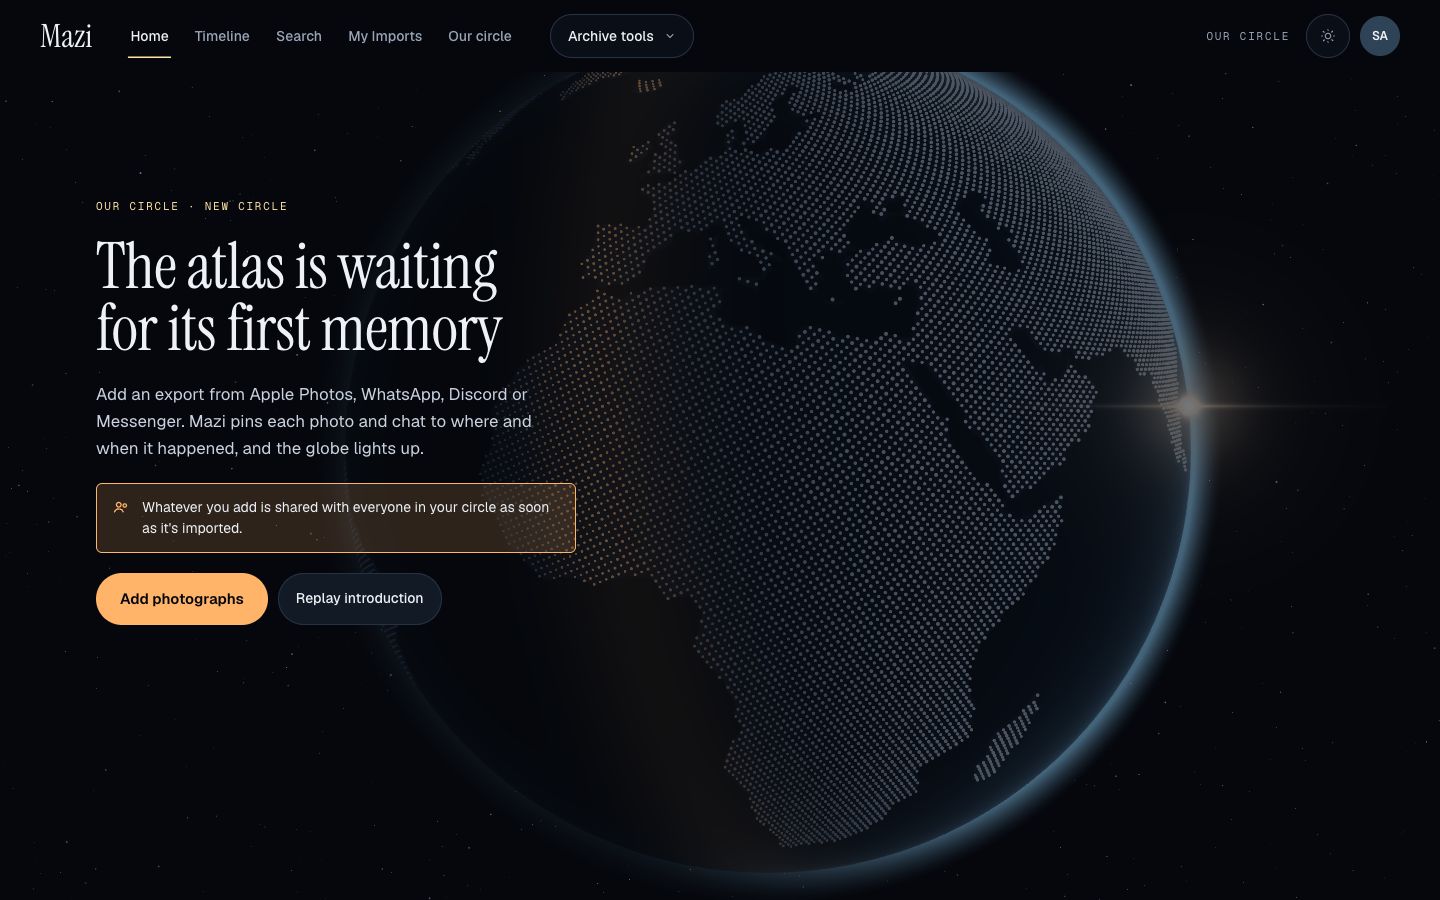 Mazi
Home
Timeline
Search
My Imports
Our circle
Archive tools
OUR CIRCLE
SA
OUR CIRCLE · NEW CIRCLE
The atlas is waiting
for its first memory
Add an export from Apple Photos, WhatsApp, Discord or
Messenger. Mazi pins each photo and chat to where and
when it happened, and the globe lights up.
Whatever you add is shared with everyone in your circle as soon
as it's imported.
Add photographs
Replay introduction